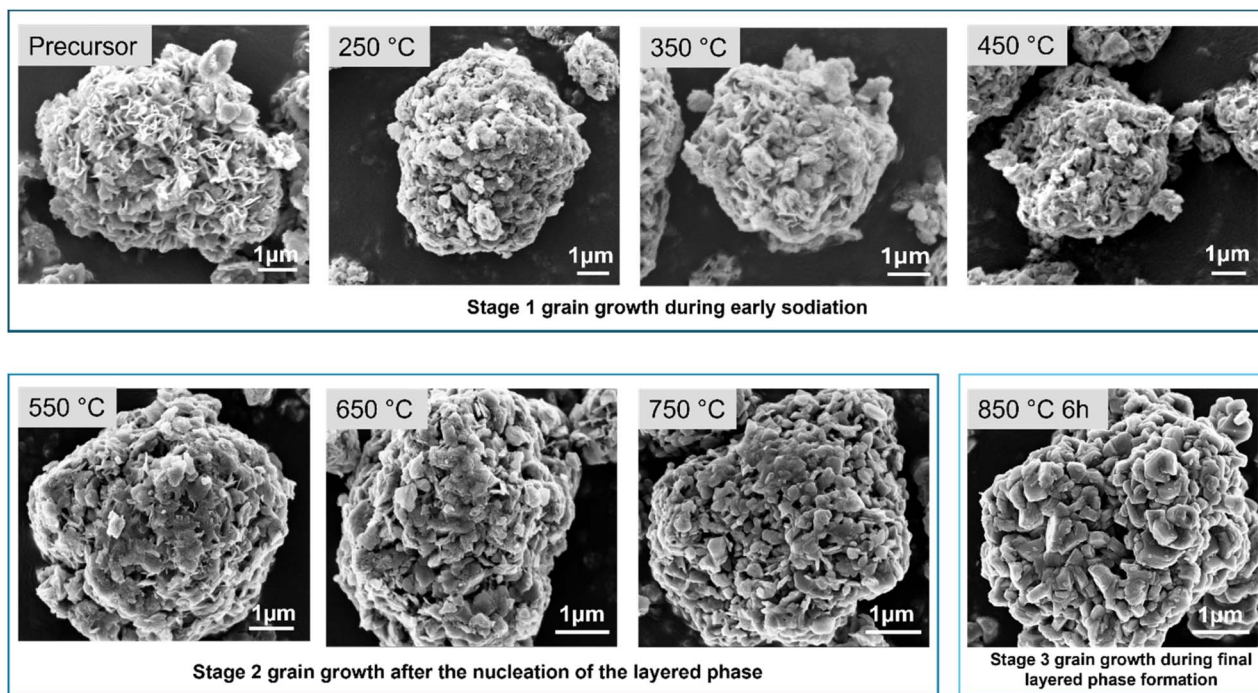 Precursor
250 °C
350 °C
450 °C
1µm
1µm
1µm
1µm
Stage 1 grain growth during early sodiation
550 °C
650 °C
750 °C
850 °C 6h
1µm
1µm
1µm
1µm
Stage 2 grain growth after the nucleation of the layered phase
Stage 3 grain growth during final
layered phase formation